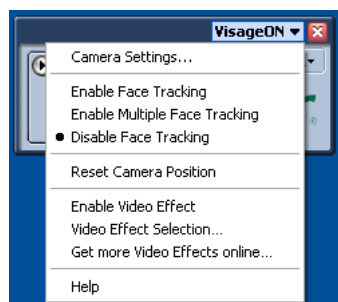 VisageON
Camera Settings...
Enable Face Tracking
Enable Multiple Face Tracking
Disable Face Tracking
Reset Camera Position
Enable Video Effect
Video Effect Selection...
Get more Video Effects online...
Help